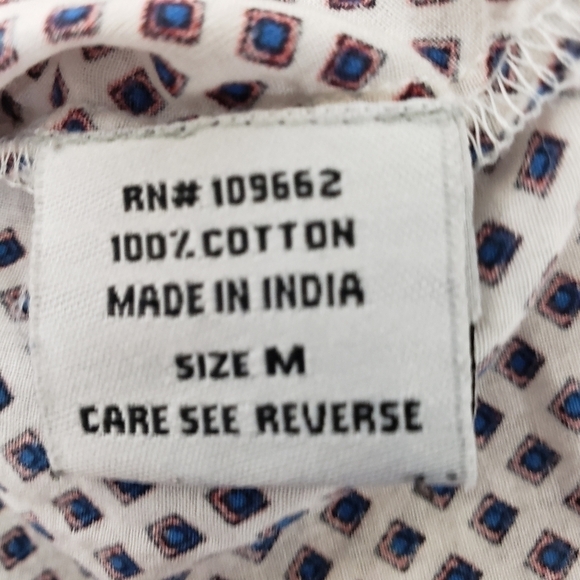 RN# 109662
100% COTTON
MADE IN INDIA
SIZE M
CARE SEE REVERSE